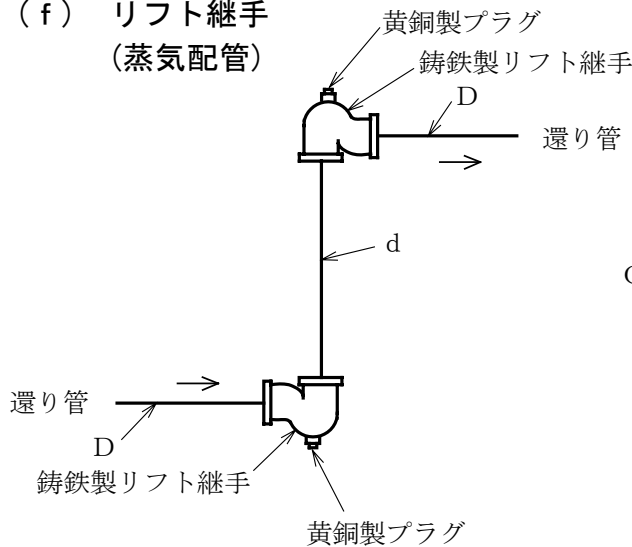 （f） リフト継手
(蒸気配管)
黄銅製プラグ
鋳鉄製リフト継手
D
還り管
d
還り管
D
鋳鉄製リフト継手
黄銅製プラグ